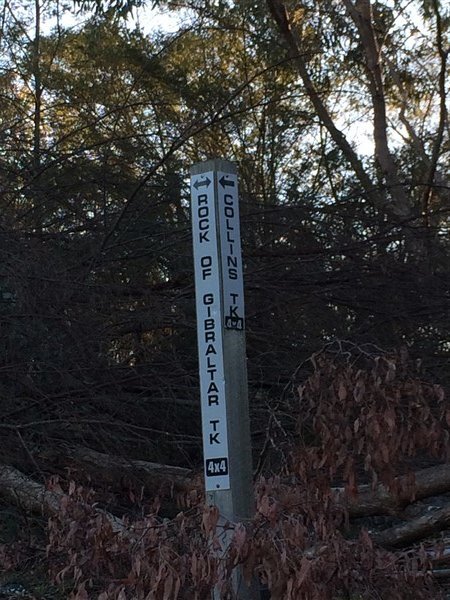 ROCK OF GIBRALTAR TK
4x4
COLLINS TK
4x4